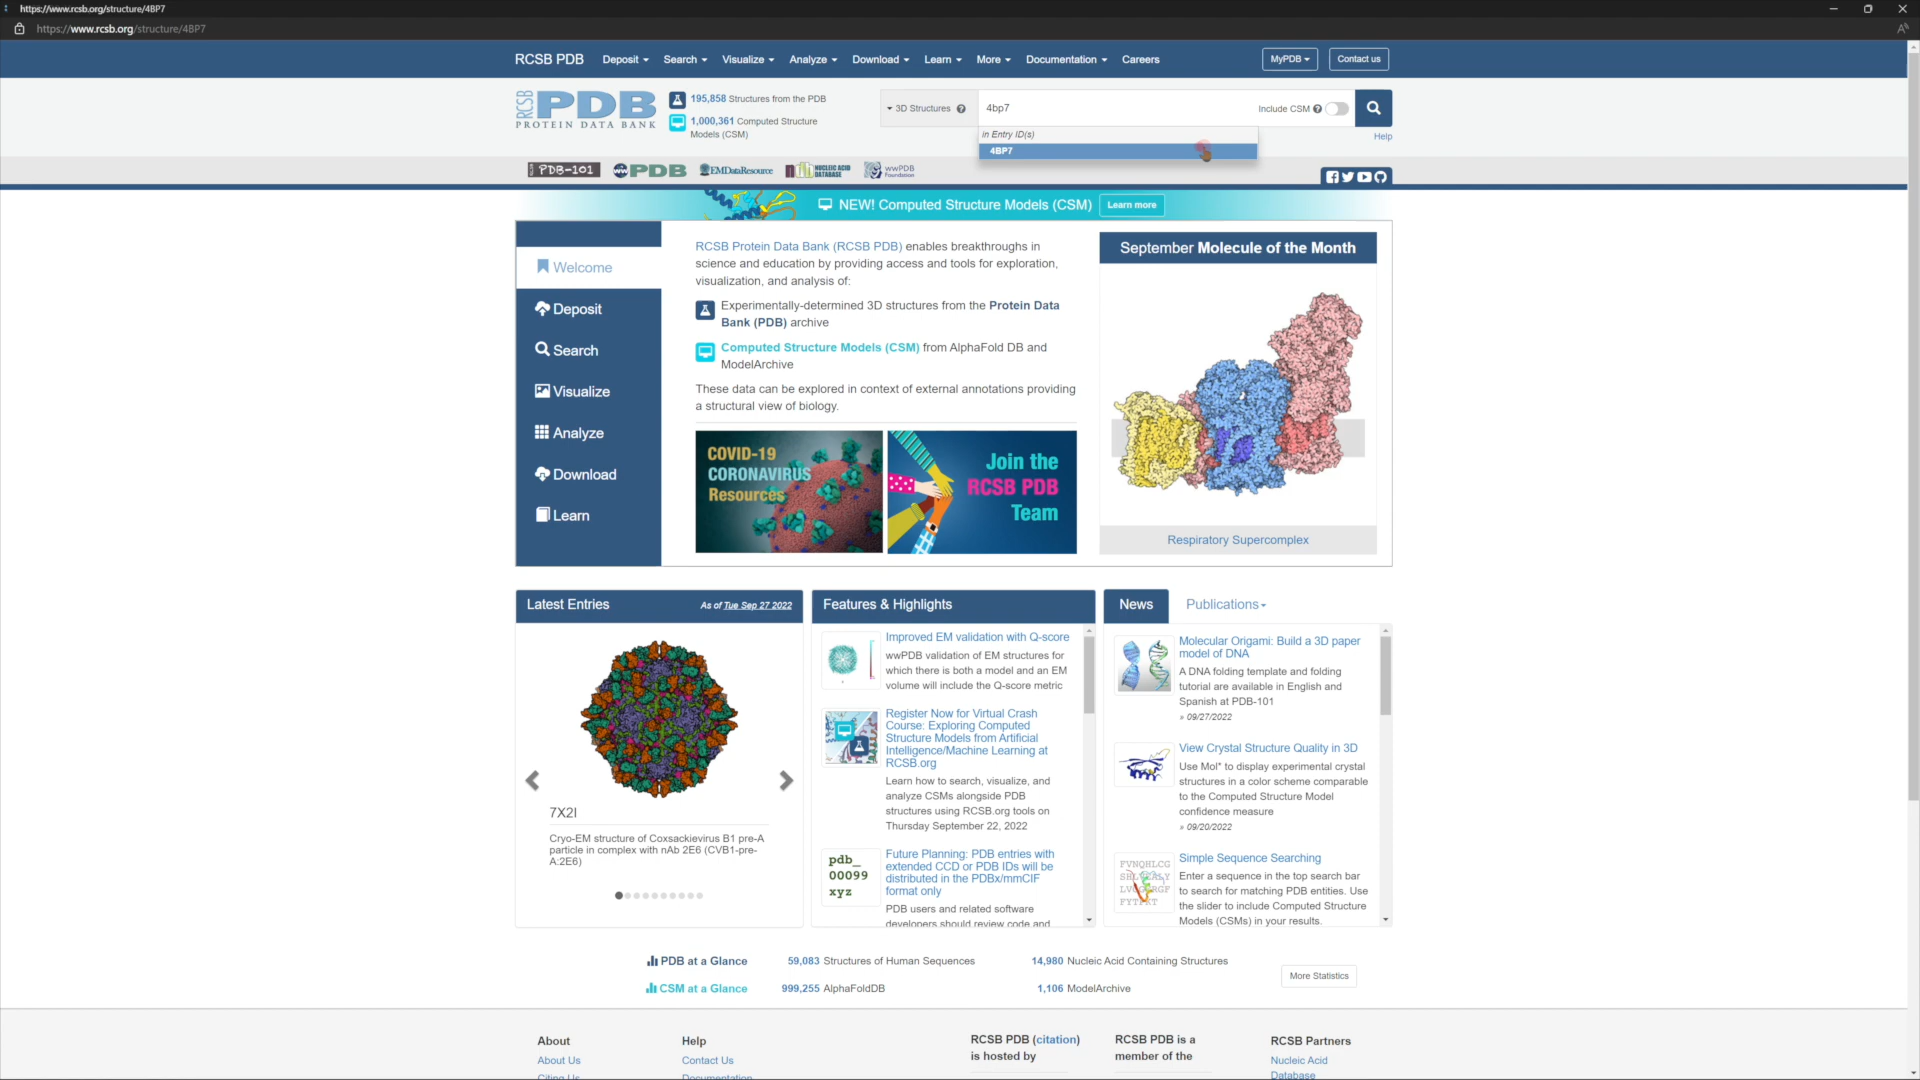 https://www.rcsb.org/structure/4BP7
https://www.rcsb.org/structure/4BP7
RCSB PDB Deposit Search Visualize Analyze Download Learn More Documentation Careers MyPDB Contact us
RCSB PDB
PROTEIN DATA BANK
195,858 Structures from the PDB
1,000,361 Computed Structure
Models (CSM)
3D Structures 4bp7 Include CSM
Help
in Entry ID(s)
4BP7
PDB-101 PDB EMDataResource NUCLEIC ACID DATABASE wwPDB Foundation
NEW! Computed Structure Models (CSM) Learn more
Welcome
Deposit
Search
Visualize
Analyze
Download
Learn
RCSB Protein Data Bank (RCSB PDB) enables breakthroughs in
science and education by providing access and tools for exploration,
visualization, and analysis of:
Experimentally-determined 3D structures from the Protein Data
Bank (PDB) archive
Computed Structure Models (CSM) from AlphaFold DB and
ModelArchive
These data can be explored in context of external annotations providing
a structural view of biology.
COVID-19
CORONAVIRUS
Resources
Join the
RCSB PDB
Team
September Molecule of the Month
Respiratory Supercomplex
Latest Entries As of Tue Sep 27 2022
7X2I
Cryo-EM structure of Coxsackievirus B1 pre-A
particle in complex with nAb 2E6 (CVB1-pre-
A:2E6)
Features & Highlights
Improved EM validation with Q-score
wwPDB validation of EM structures for
which there is both a model and an EM
volume will include the Q-score metric
Register Now for Virtual Crash
Course: Exploring Computed
Structure Models from Artificial
Intelligence/Machine Learning at
RCSB.org
Learn how to search, visualize, and
analyze CSMs alongside PDB
structures using RCSB.org tools on
Thursday September 22, 2022
pdb_
00099
xyz
Future Planning: PDB entries with
extended CCD or PDB IDs will be
distributed in the PDBx/mmCIF
format only
PDB users and related software
developers should review code and
News Publications
Molecular Origami: Build a 3D paper
model of DNA
A DNA folding template and folding
tutorial are available in English and
Spanish at PDB-101
» 09/27/2022
View Crystal Structure Quality in 3D
Use Mol* to display experimental crystal
structures in a color scheme comparable
to the Computed Structure Model
confidence measure
» 09/20/2022
FVNQHLCG
Simple Sequence Searching
Enter a sequence in the top search bar
to search for matching PDB entities. Use
the slider to include Computed Structure
Models (CSMs) in your results.
PDB at a Glance 59,083 Structures of Human Sequences 14,980 Nucleic Acid Containing Structures
CSM at a Glance 999,255 AlphaFoldDB 1,106 ModelArchive
More Statistics
About
About Us
Citing Us
Help
Contact Us
Documentation
RCSB PDB (citation)
is hosted by
RCSB PDB is a
member of the
RCSB Partners
Nucleic Acid
Database